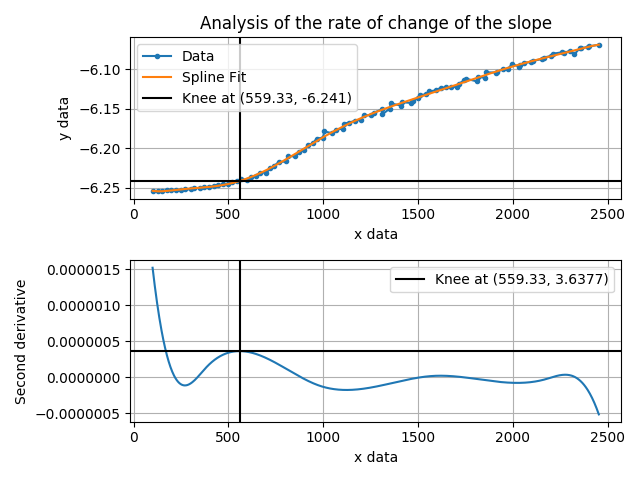 Analysis of the rate of change of the slope
Data
Spline Fit
Knee at (559.33, -6.241)
−6.10
−6.15
−6.20
−6.25
y data
0 500 1000 1500 2000 2500
x data
Knee at (559.33, 3.6377)
0.0000015
0.0000010
0.0000005
0.0000000
−0.0000005
Second derivative
0 500 1000 1500 2000 2500
x data